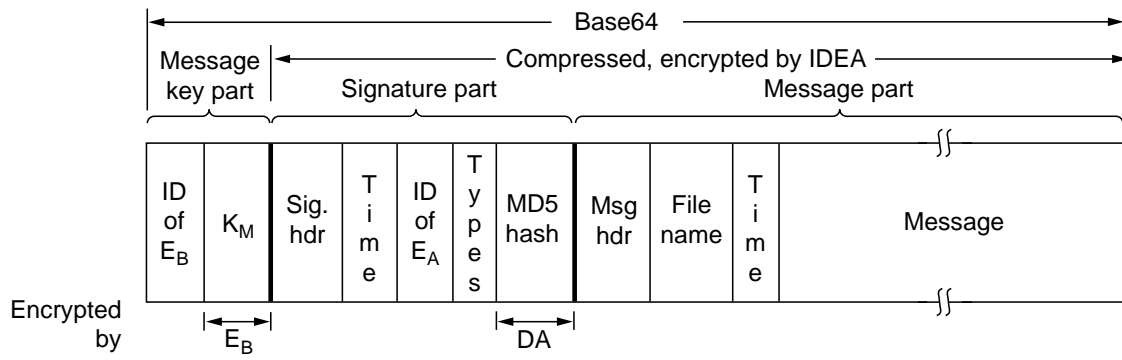 Base64
Message
key part
Compressed, encrypted by IDEA
Signature part
Message part
ID
of
E_B
K_M
Sig.
hdr
T
i
m
e
ID
of
E_A
T
y
p
e
s
MD5
hash
Msg
hdr
File
name
T
i
m
e
Message
Encrypted
by
E_B
DA